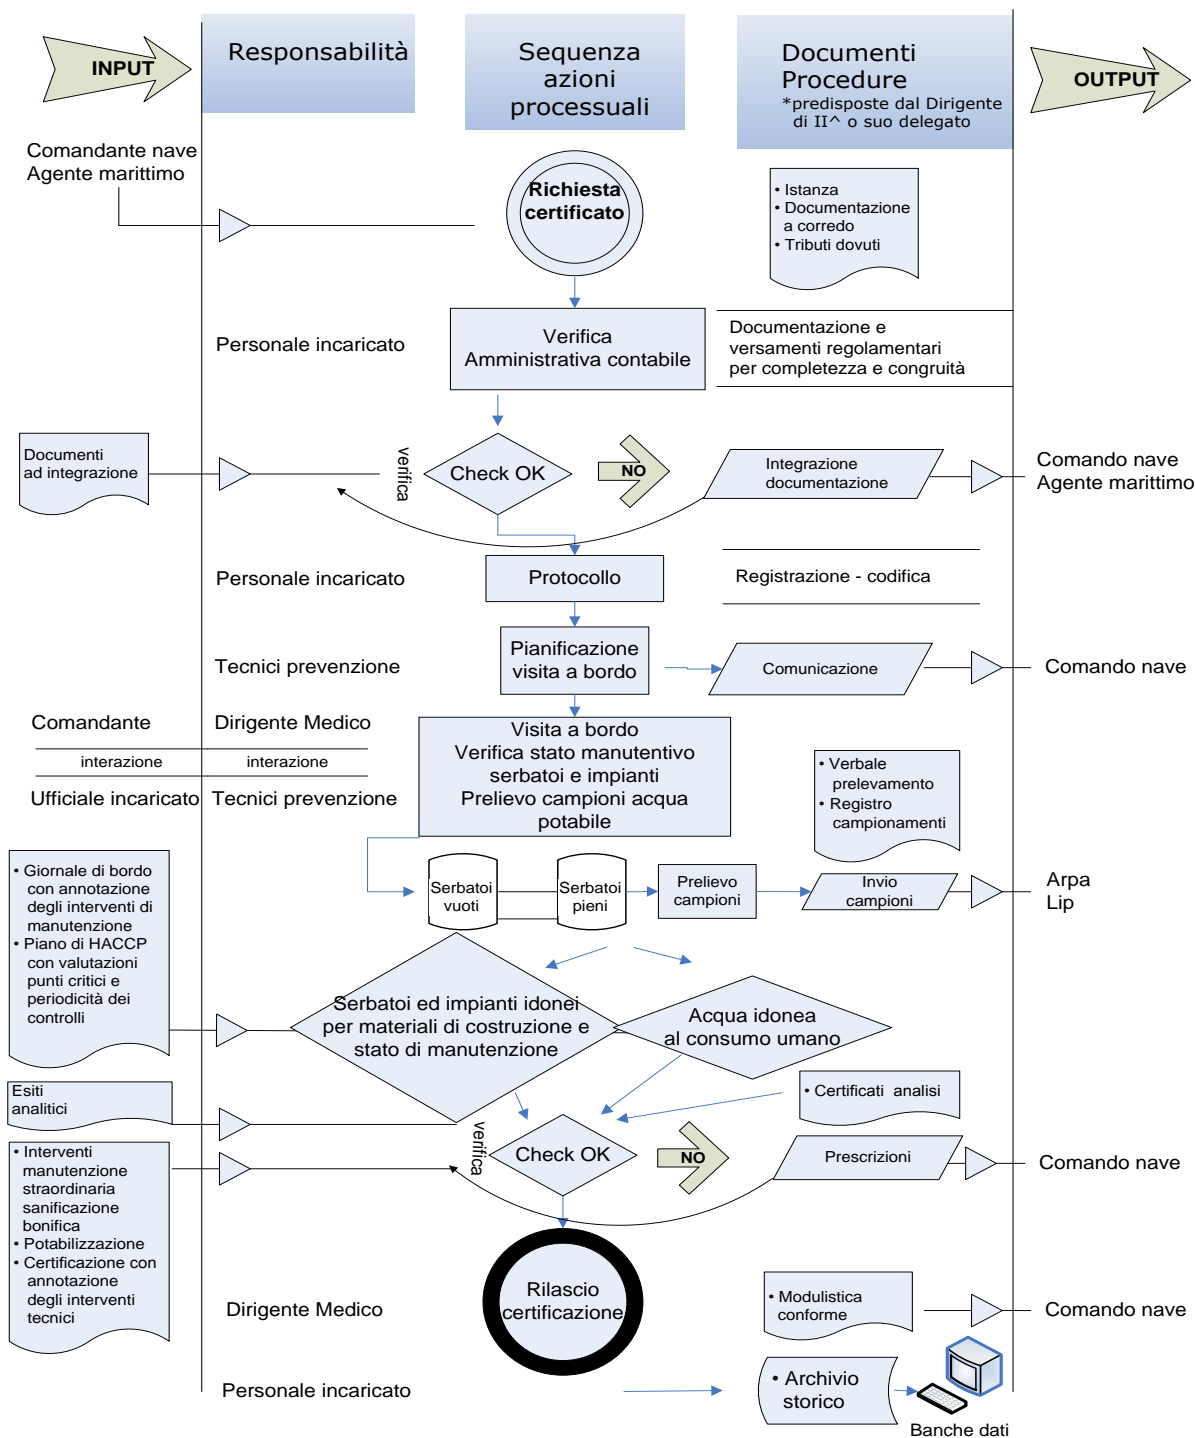 INPUT
Responsabilità
Sequenza
azioni
processuali
Documenti
Procedure
*predisposte dal Dirigente
di II^ o suo delegato
OUTPUT
Comandante nave
Agente marittimo
Richiesta
certificato
• Istanza
• Documentazione
a corredo
• Tributi dovuti
Personale incaricato
Verifica
Amministrativa contabile
Documentazione e
versamenti regolamentari
per completezza e congruità
Documenti
ad integrazione
verifica
Check OK
NO
Integrazione
documentazione
Comando nave
Agente marittimo
Personale incaricato
Protocollo
Registrazione - codifica
Tecnici prevenzione
Pianificazione
visita a bordo
Comunicazione
Comando nave
Comandante
Dirigente Medico
interazione
interazione
Ufficiale incaricato
Tecnici prevenzione
Visita a bordo
Verifica stato manutentivo
serbatoi e impianti
Prelievo campioni acqua
potabile
• Verbale
prelevamento
• Registro
campionamenti
• Giornale di bordo
con annotazione
degli interventi di
manutenzione
• Piano di HACCP
con valutazioni
punti critici e
periodicità dei
controlli
Serbatoi
vuoti
Serbatoi
pieni
Prelievo
campioni
Invio
campioni
Arpa
Lip
Serbatoi ed impianti idonei
per materiali di costruzione e
stato di manutenzione
Acqua idonea
al consumo umano
Esiti
analitici
• Certificati analisi
verifica
Check OK
NO
Prescrizioni
Comando nave
• Interventi
manutenzione
straordinaria
sanificazione
bonifica
• Potabilizzazione
• Certificazione con
annotazione
degli interventi
tecnici
Dirigente Medico
Rilascio
certificazione
• Modulistica
conforme
Comando nave
Personale incaricato
• Archivio
storico
Banche dati